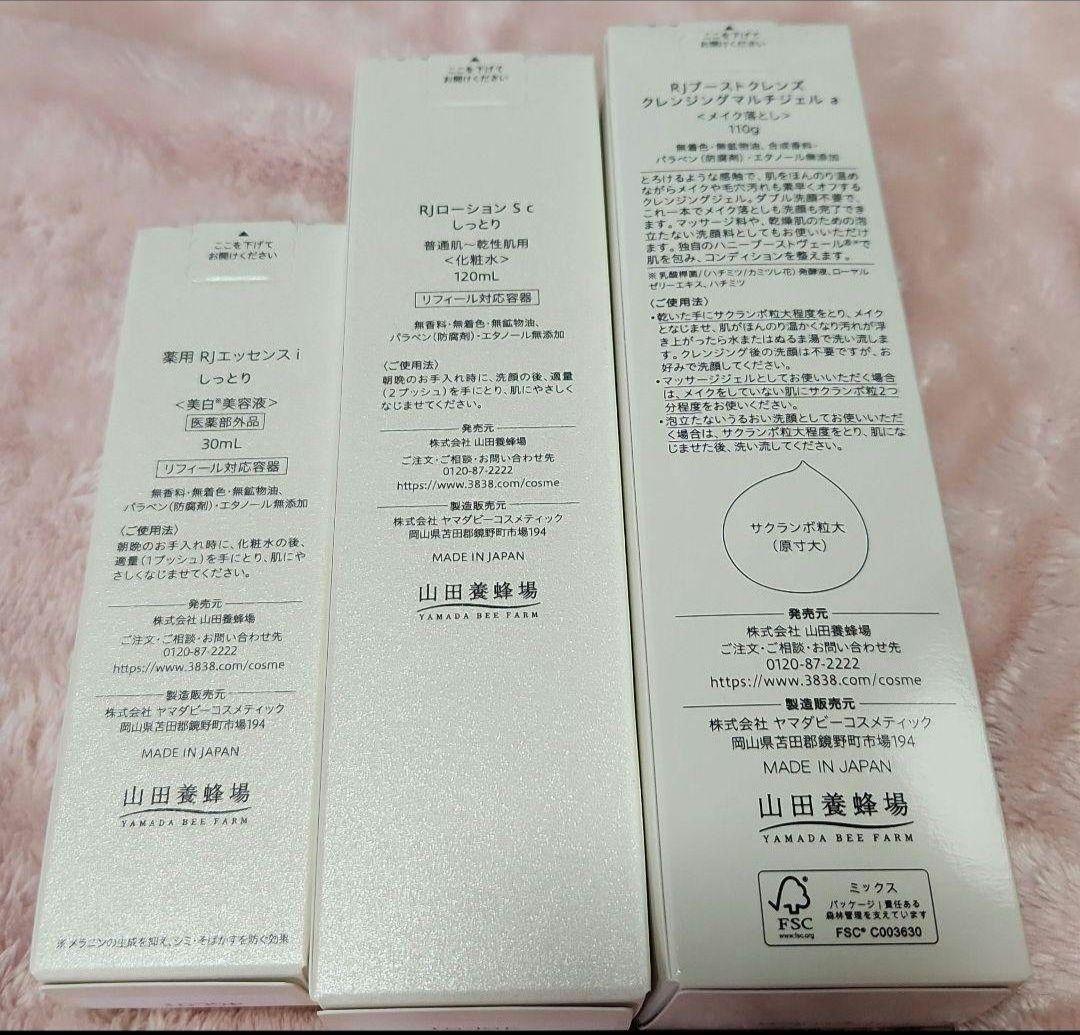 ここを下げて
お開けください
薬用 RJエッセンス i
しっとり
＜美白※美容液＞
医薬部外品
30mL
リフィール対応容器
無香料・無着色・無鉱物油、
パラベン（防腐剤）・エタノール無添加
〈ご使用法〉
朝晩のお手入れ時に、化粧水の後、
適量（1プッシュ）を手にとり、肌にや
さしくなじませてください。
発売元
株式会社 山田養蜂場
ご注文・ご相談・お問い合わせ先
0120-87-2222
https://www.3838.com/cosme
製造販売元
株式会社 ヤマダビーコスメティック
岡山県苫田郡鏡野町市場194
MADE IN JAPAN
山田養蜂場
YAMADA BEE FARM
※メラニンの生成を抑え、シミ・そばかすを防ぐ効果
ここを下げて
お開けください
RJローション S c
しっとり
普通肌～乾性肌用
＜化粧水＞
120mL
リフィール対応容器
無香料・無着色・無鉱物油、
パラベン（防腐剤）・エタノール無添加
〈ご使用法〉
朝晩のお手入れ時に、洗顔の後、適量
（2プッシュ）を手にとり、肌にやさしく
なじませてください。
発売元
株式会社 山田養蜂場
ご注文・ご相談・お問い合わせ先
0120-87-2222
https://www.3838.com/cosme
製造販売元
株式会社 ヤマダビーコスメティック
岡山県苫田郡鏡野町市場194
MADE IN JAPAN
山田養蜂場
YAMADA BEE FARM
ここを下げて
お開けください
RJブーストクレンズ
クレンジングマルチジェル a
＜メイク落とし＞
110g
無着色・無鉱物油、合成香料・
パラベン（防腐剤）・エタノール無添加
とろけるような感触で、肌をほんのり温め
ながらメイクや毛穴汚れも素早くオフする
クレンジングジェル。ダブル洗顔不要で、
これ一本でメイク落としも洗顔も完了でき
ます。マッサージ料や、乾燥肌のための泡
立たない洗顔料としてもお使いいただけ
ます。独自のハニーブーストヴェール®※で
肌を包み、コンディションを整えます。
※乳酸桿菌/（ハチミツ/カミツレ花）発酵液、ローヤル
ゼリーエキス、ハチミツ
〈ご使用法〉
・乾いた手にサクランボ粒大程度をとり、メイク
となじませ、肌がほんのり温かくなり汚れが浮
き上がったら水またはぬるま湯で洗い流しま
す。クレンジング後の洗顔は不要ですが、お
好みで洗顔してください。
・マッサージジェルとしてお使いいただく場合
は、メイクをしていない肌にサクランボ粒2つ
分程度をお使いください。
・泡立たないうるおい洗顔としてお使いいただ
く場合は、サクランボ粒大程度をとり、肌にな
じませた後、洗い流してください。
サクランボ粒大
（原寸大）
発売元
株式会社 山田養蜂場
ご注文・ご相談・お問い合わせ先
0120-87-2222
https://www.3838.com/cosme
製造販売元
株式会社 ヤマダビーコスメティック
岡山県苫田郡鏡野町市場194
MADE IN JAPAN
山田養蜂場
YAMADA BEE FARM
FSC
www.fsc.org
ミックス
パッケージ｜責任ある
森林管理を支えています
FSC® C003630